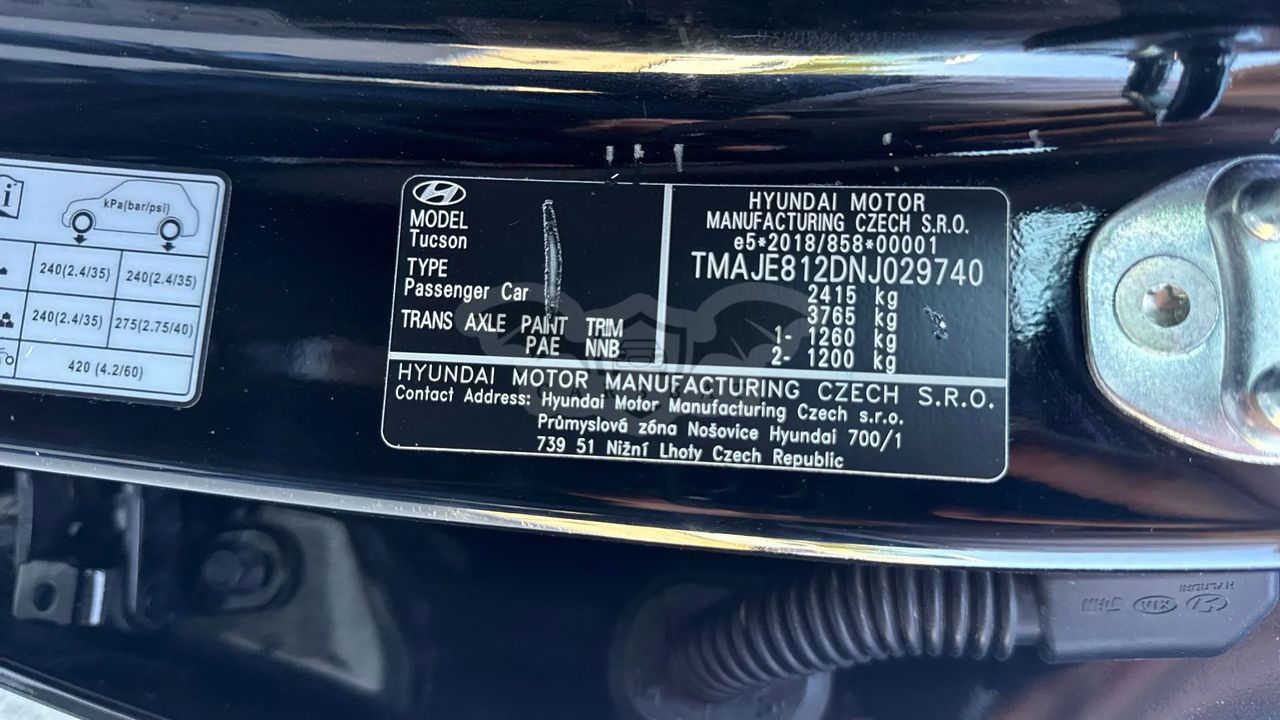 kPa(bar/psi)
240(2.4/35) 240(2.4/35)
240(2.4/35) 275(2.75/40)
420 (4.2/60)
MODEL
Tucson
TYPE
Passenger Car
TRANS AXLE PAINT TRIM
PAE NNB
HYUNDAI MOTOR
MANUFACTURING CZECH S.R.O.
e5*2018/858*00001
TMAJE812DNJ029740
2415 kg
3765 kg
1- 1260 kg
2- 1200 kg
HYUNDAI MOTOR MANUFACTURING CZECH S.R.O.
Contact Address: Hyundai Motor Manufacturing Czech s.r.o.
Průmyslová zóna Nošovice Hyundai 700/1
739 51 Nižní Lhoty Czech Republic
KIA